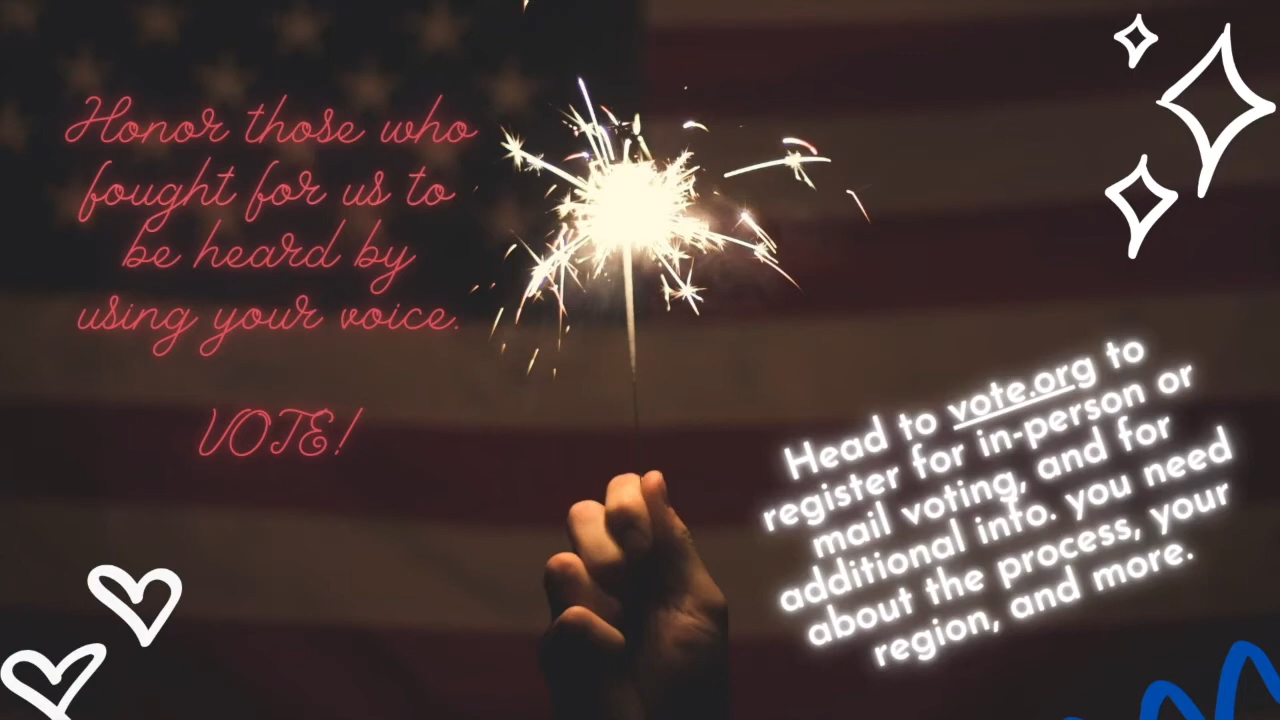 Honor those who
fought for us to
be heard by
using your voice.
VOTE!
Head to vote.org to
register for in-person or
mail voting, and for
additional info. you need
about the process, your
region, and more.